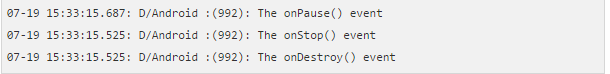 07-19 15:33:15.687: D/Android :(992): The onPause() event
07-19 15:33:15.525: D/Android :(992): The onStop() event
07-19 15:33:15.525: D/Android :(992): The onDestroy() event